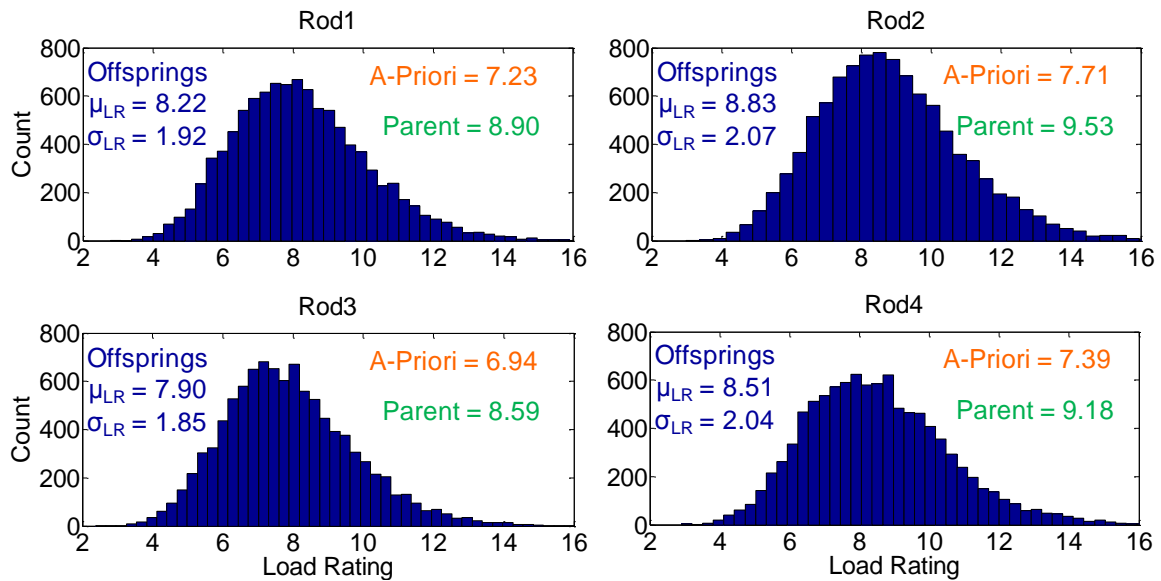 Rod1
800
600
400
200
0
Count
Offsprings
μLR = 8.22
σLR = 1.92
A-Priori = 7.23
Parent = 8.90
2 4 6 8 10 12 14 16
Rod2
800
600
400
200
0
Offsprings
μLR = 8.83
σLR = 2.07
A-Priori = 7.71
Parent = 9.53
2 4 6 8 10 12 14 16
Rod3
800
600
400
200
0
Count
Offsprings
μLR = 7.90
σLR = 1.85
A-Priori = 6.94
Parent = 8.59
2 4 6 8 10 12 14 16
Load Rating
Rod4
800
600
400
200
0
Offsprings
μLR = 8.51
σLR = 2.04
A-Priori = 7.39
Parent = 9.18
2 4 6 8 10 12 14 16
Load Rating